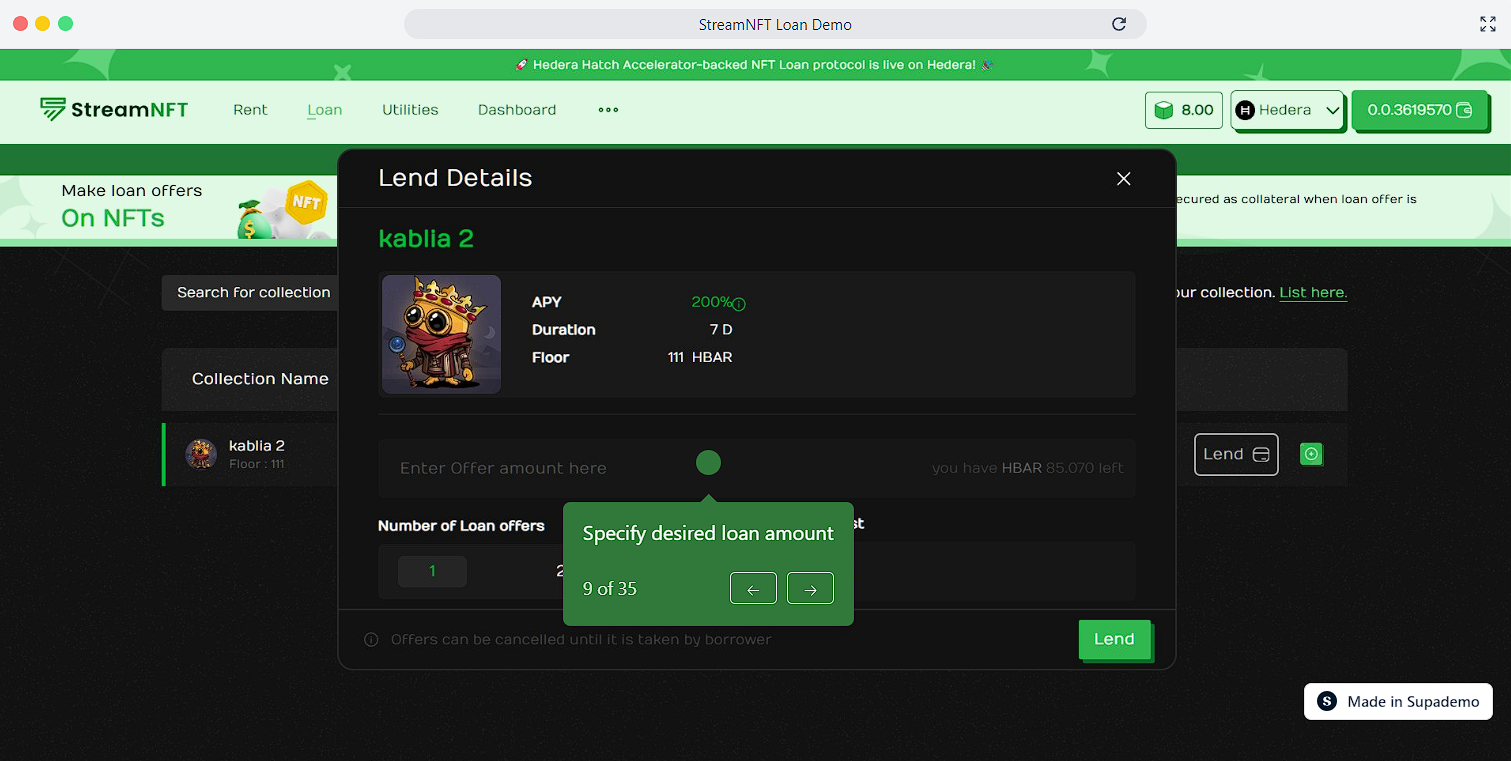 StreamNFT Loan Demo
🚀 Hedera Hatch Accelerator-backed NFT Loan protocol is live on Hedera! 🎉
StreamNFT Rent Loan Utilities Dashboard ••• 8.00 H Hedera 0.0.3619570
Make loan offers
On NFTs
NFT
$
ecured as collateral when loan offer is
Lend Details
kablia 2
Search for collection
our collection. List here.
APY 200%
Duration 7 D
Floor 111 HBAR
Collection Name
kablia 2
Floor : 111
Lend
Enter Offer amount here
you have HBAR 85.070 left
Number of Loan offers
st
1
2
Specify desired loan amount
9 of 35
← →
Offers can be cancelled until it is taken by borrower
Lend
S Made in Supademo